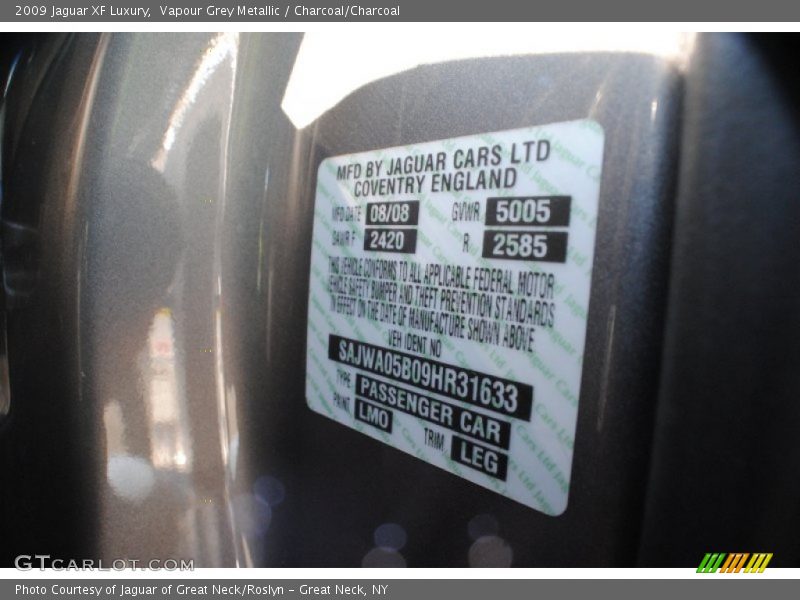 2009 Jaguar XF Luxury, Vapour Grey Metallic / Charcoal/Charcoal
MFD BY JAGUAR CARS LTD
COVENTRY ENGLAND
MFD DATE 08/08 GVWR 5005
GAWR F 2420 R 2585
THIS VEHICLE CONFORMS TO ALL APPLICABLE FEDERAL MOTOR
VEHICLE SAFETY BUMPER AND THEFT PREVENTION STANDARDS
IN EFFECT ON THE DATE OF MANUFACTURE SHOWN ABOVE
VEH IDENT NO
SAJWA05B09HR31633
TYPE PASSENGER CAR
PAINT LMO TRIM LEG
GTCARLOT.COM
Photo Courtesy of Jaguar of Great Neck/Roslyn – Great Neck, NY